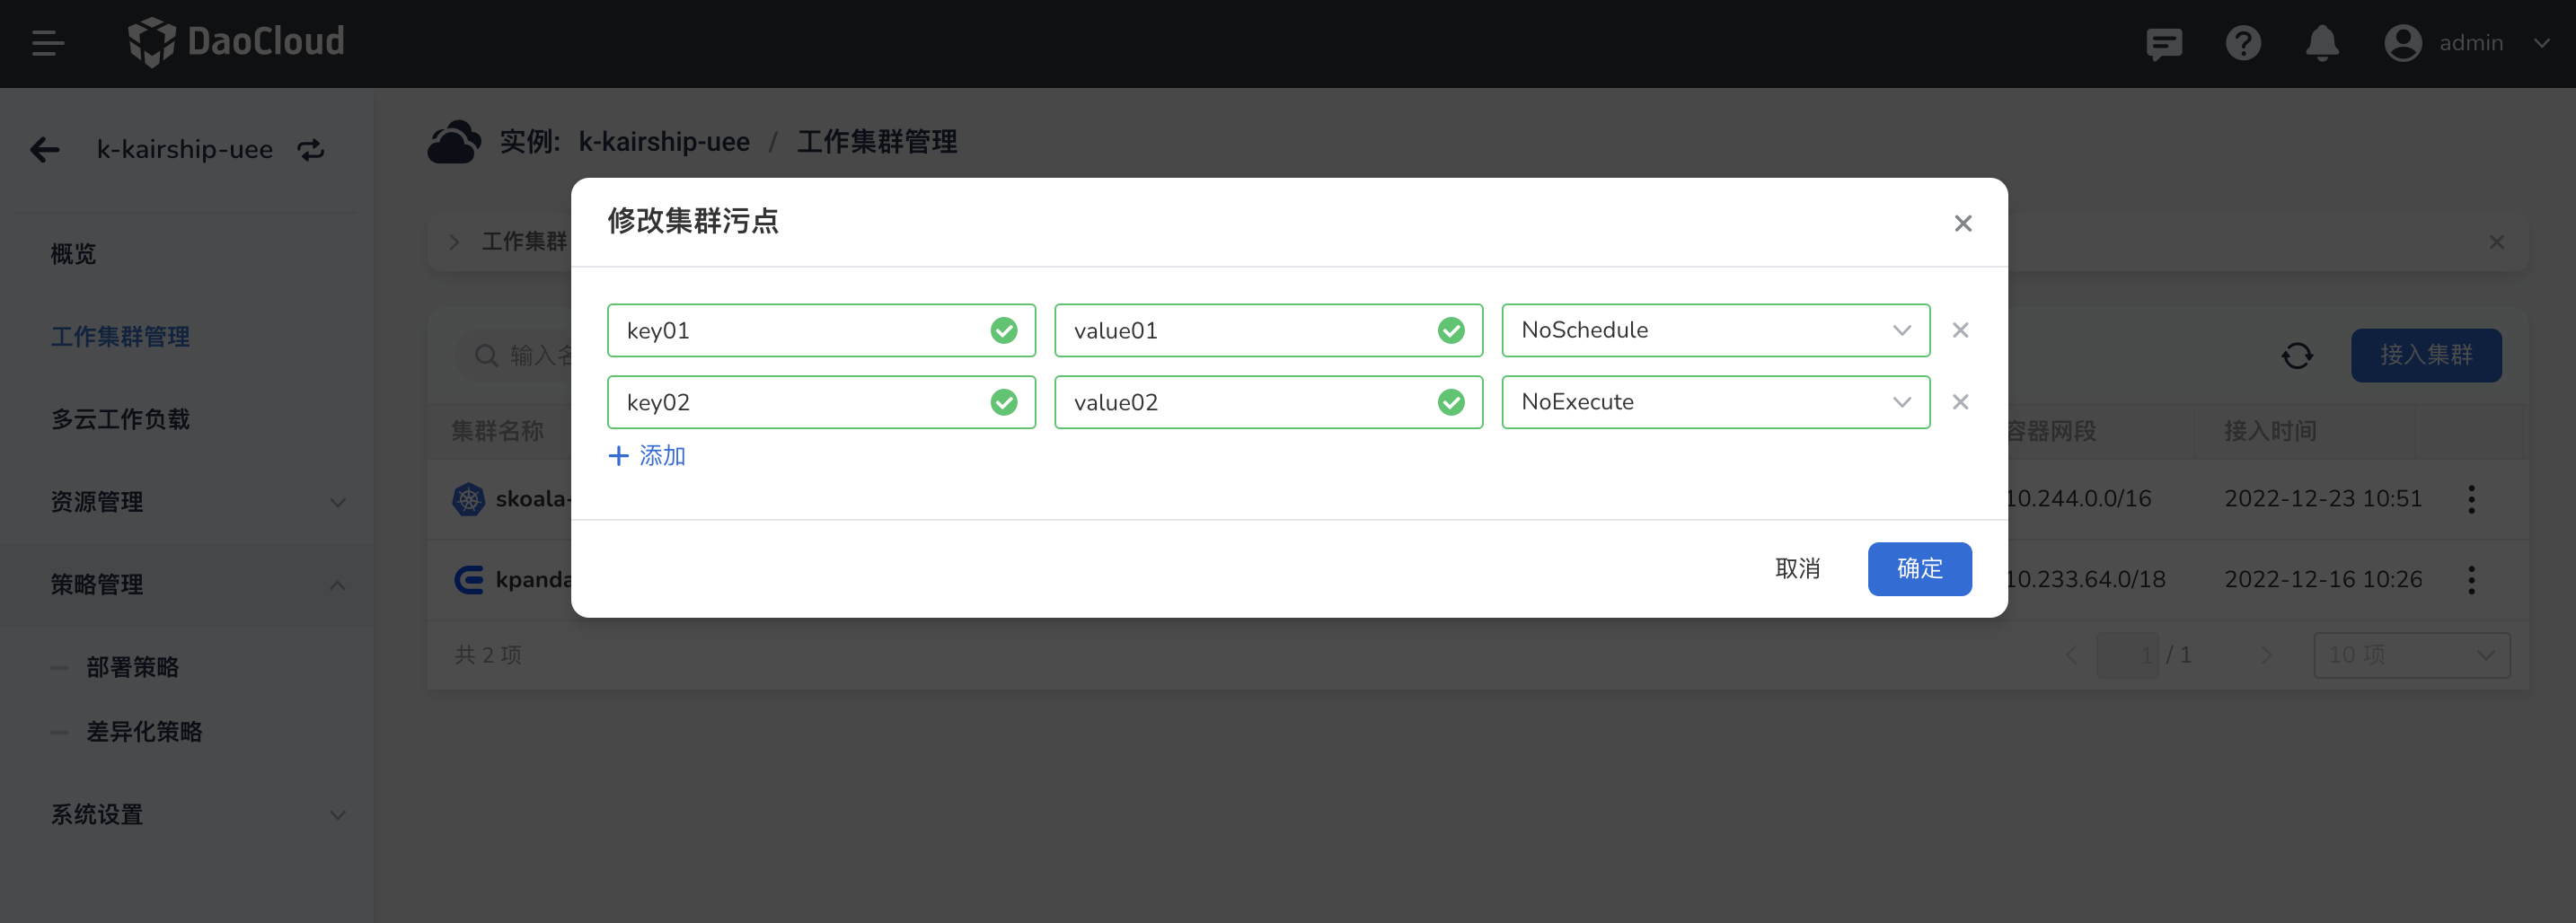 DaoCloud
admin
k-kairship-uee
实例: k-kairship-uee / 工作集群管理
修改集群污点
概览
工作集群
工作集群管理
key01 value01 NoSchedule
输入名
接入集群
key02 value02 NoExecute
多云工作负载
集群名称 容器网段 接入时间
添加
资源管理
skoala- 10.244.0.0/16 2022-12-23 10:51
取消 确定
策略管理
kpanda 10.233.64.0/18 2022-12-16 10:26
共 2 项 1 / 1 10 项
部署策略
差异化策略
系统设置